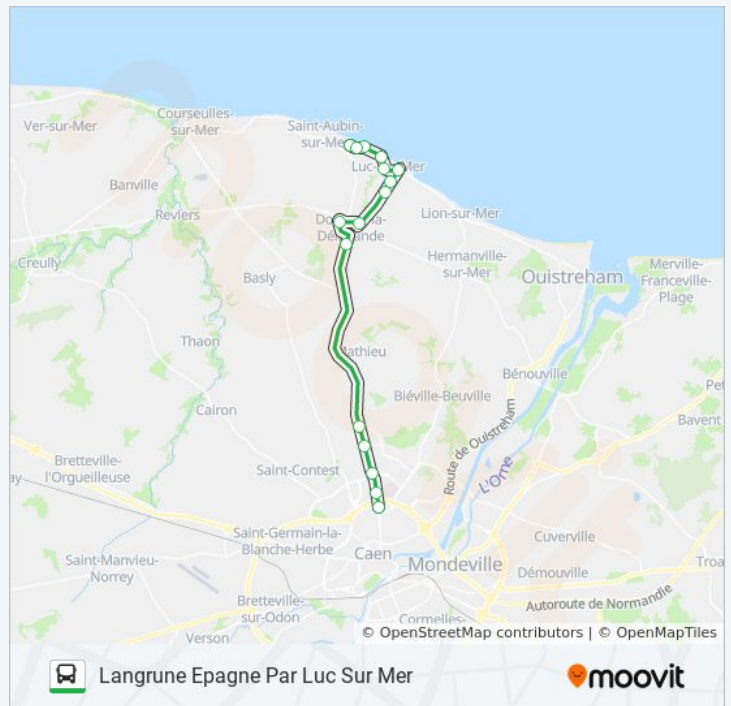 Courseulles-
sur-Mer
Ver-sur-Mer
Saint-Aubin-
sur-Mer
Luc-sur-Mer
Banville
Reviers
Lion-sur-Mer
Creully
Hermanville-
sur-Mer
Ouistreham
Merville-
Franceville-
Plage
Basly
Thaon
Mathieu
Bénouville
Biéville-Beuville
Cairon
Bavent
Route de Ouistreham
Bretteville-
l'Orgueilleuse
Saint-Contest
L'Orne
Saint-Germain-la-
Blanche-Herbe
Caen
Cuverville
Mondeville
Démouville
Saint-Manvieu-
Norrey
Autoroute de Normandie
Bretteville-
sur-Odon
Cormelles-
Verson
© OpenStreetMap contributors | © OpenMapTiles
Langrune Epagne Par Luc Sur Mer
moovit